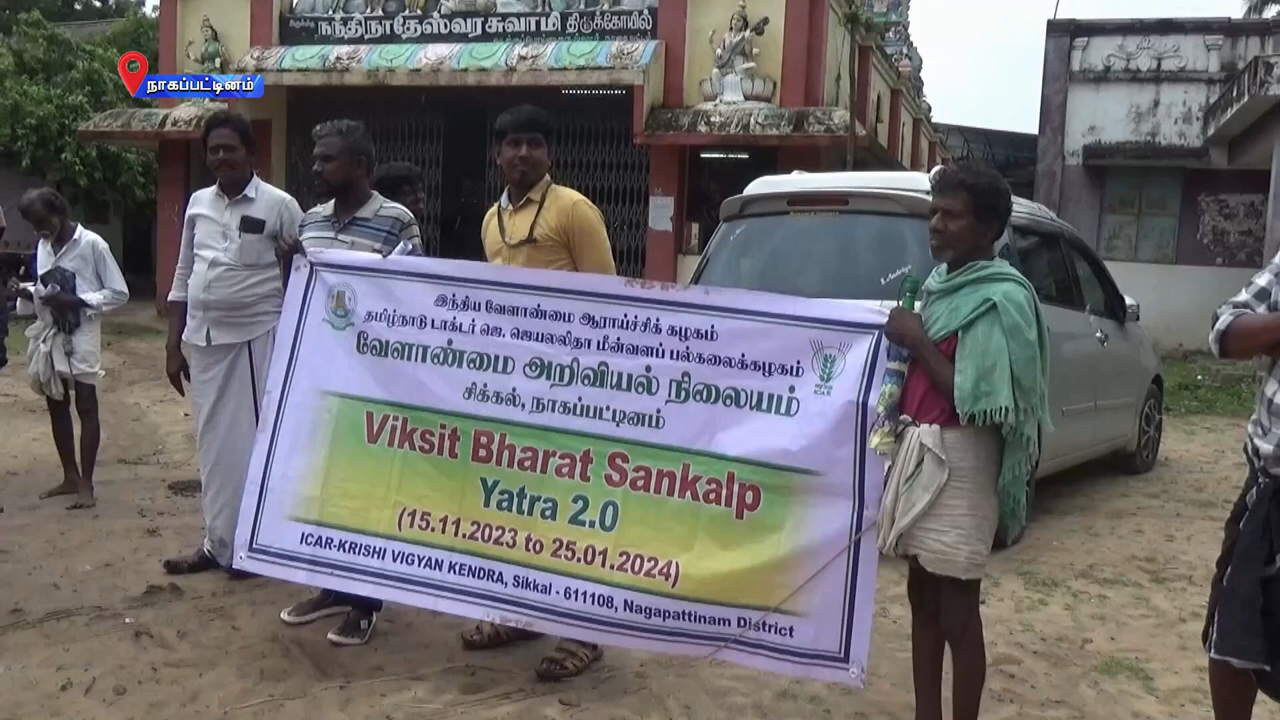 நந்திநாதேஸ்வரசுவாமி திருக்கோயில்
நாகப்பட்டினம்
இந்திய வேளாண்மை ஆராய்ச்சிக் கழகம்
தமிழ்நாடு டாக்டர் ஜெ. ஜெயலலிதா மீன்வளப் பல்கலைக்கழகம்
வேளாண்மை அறிவியல் நிலையம்
சிக்கல், நாகப்பட்டினம்
ICAR
Viksit Bharat Sankalp
Yatra 2.0
(15.11.2023 to 25.01.2024)
ICAR-KRISHI VIGYAN KENDRA, Sikkal - 611108, Nagapattinam District